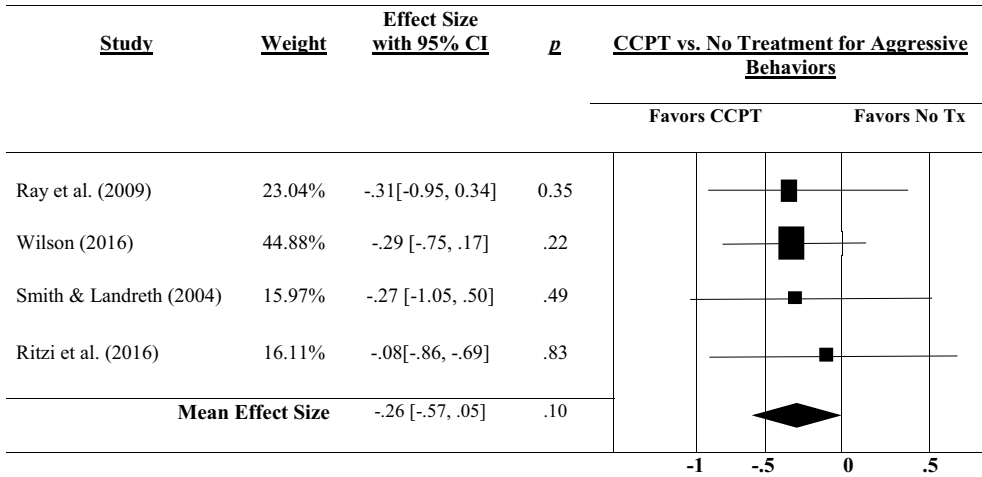 Effect Size
Study Weight with 95% CI p CCPT vs. No Treatment for Aggressive
Behaviors
Favors CCPT Favors No Tx
Ray et al. (2009) 23.04% -.31[-0.95, 0.34] 0.35
Wilson (2016) 44.88% -.29 [-.75, .17] .22
Smith & Landreth (2004) 15.97% -.27 [-1.05, .50] .49
Ritzi et al. (2016) 16.11% -.08[-.86, -.69] .83
Mean Effect Size -.26 [-.57, .05] .10
-1 -.5 0 .5